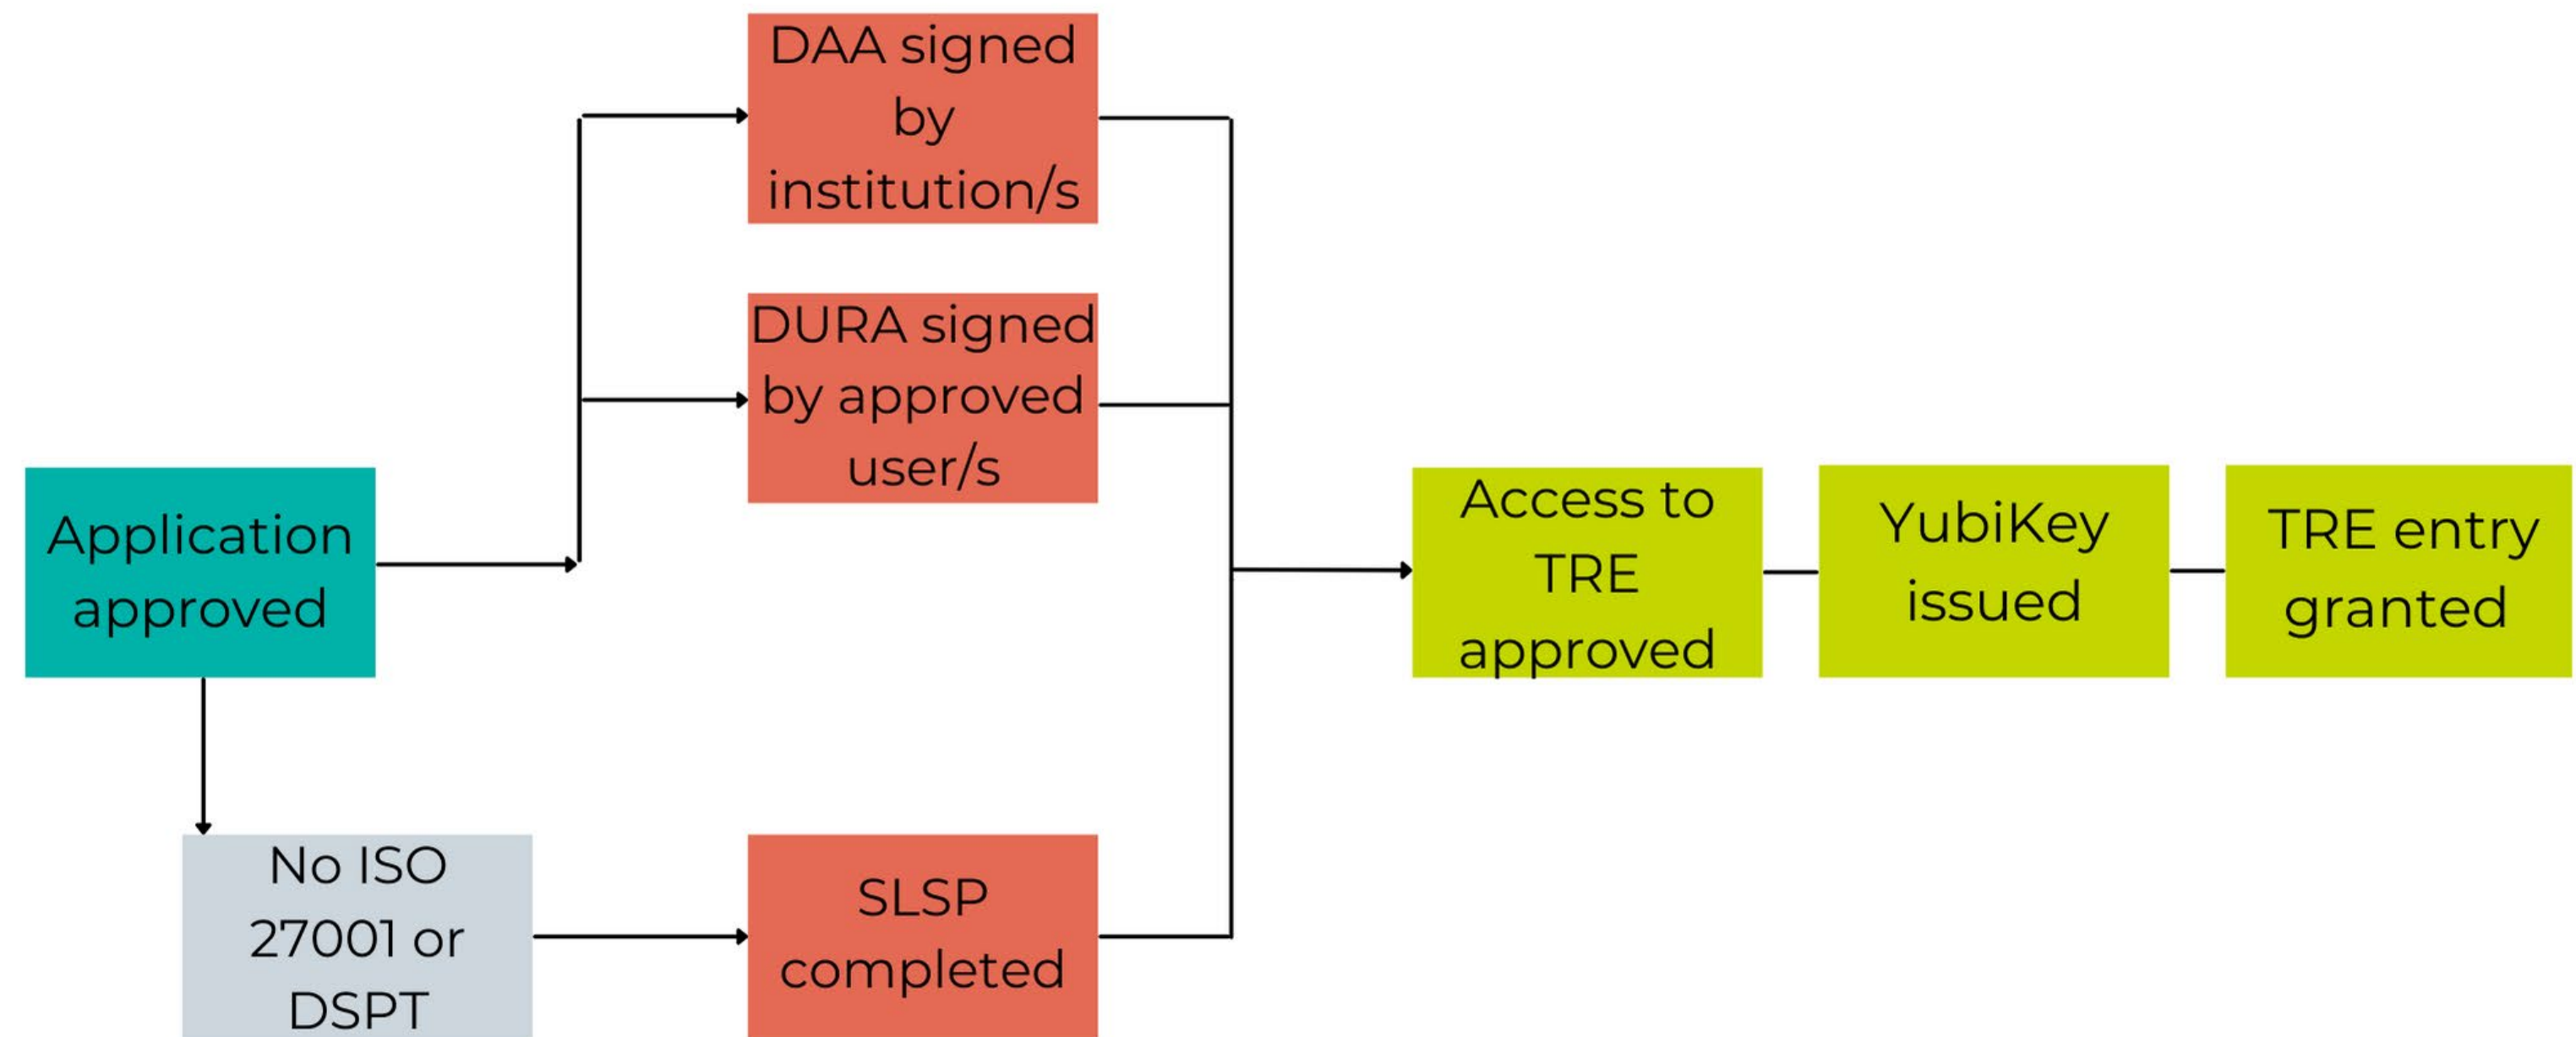 DAA signed
by
institution/s
DURA signed
by approved
user/s
Application
approved
Access to
TRE
approved
YubiKey
issued
TRE entry
granted
No ISO
27001 or
DSPT
SLSP
completed